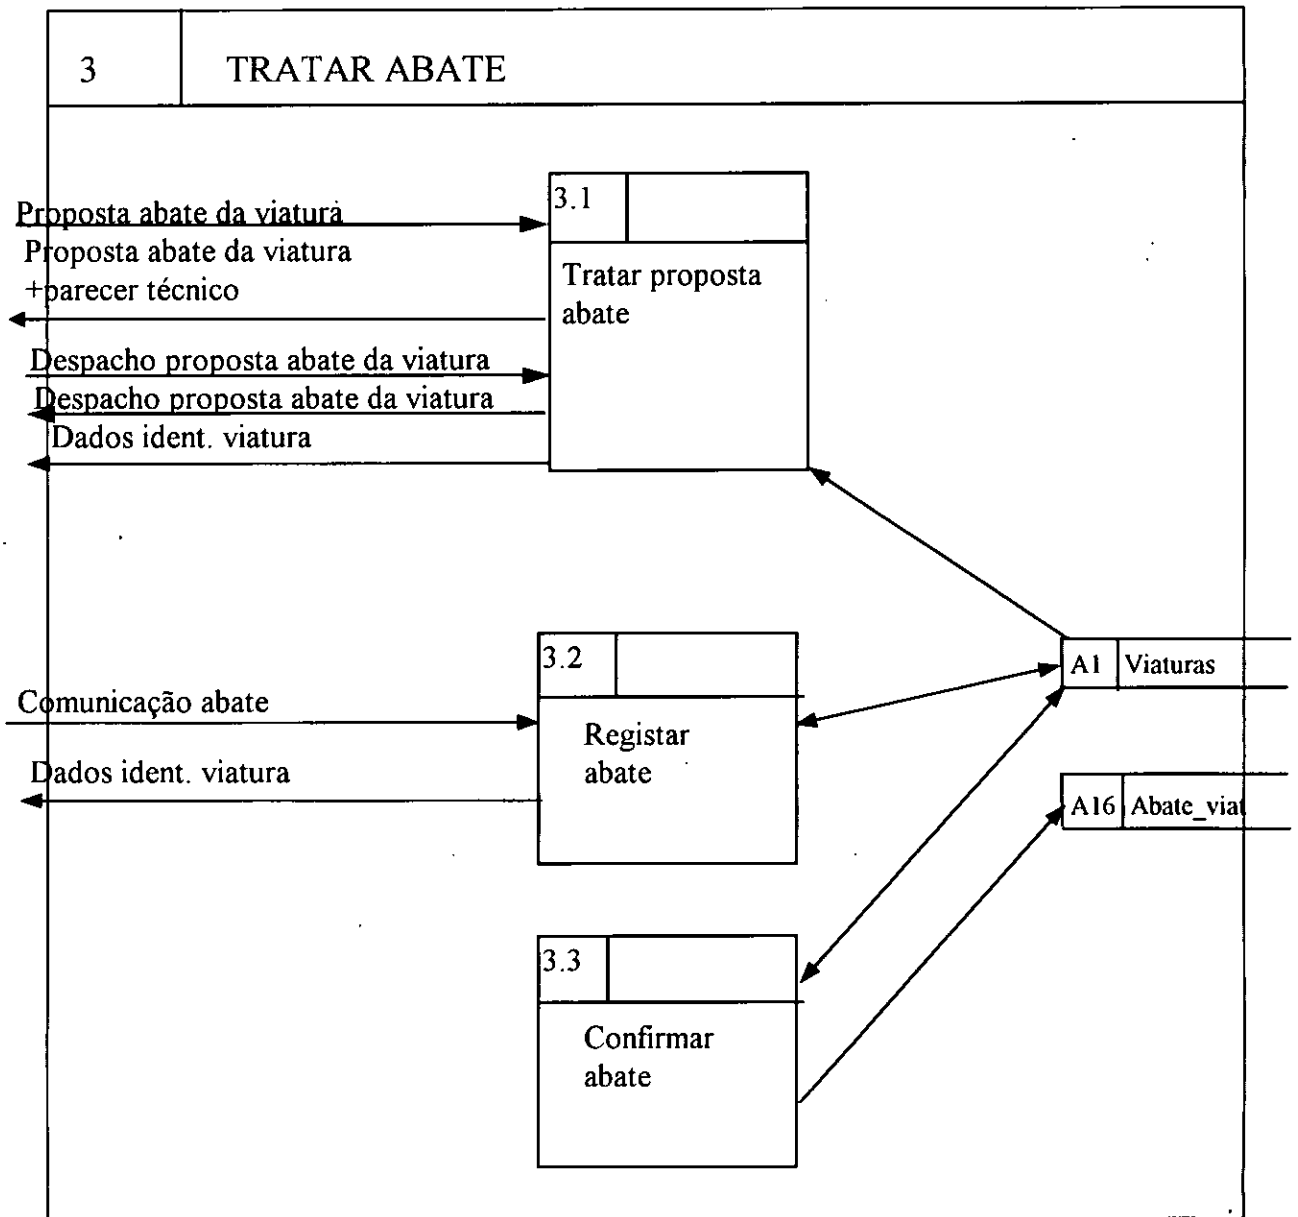 3 TRATAR ABATE
3.1
Proposta abate da viatura
Proposta abate da viatura
+parecer técnico
Tratar proposta
abate
Despacho proposta abate da viatura
Despacho proposta abate da viatura
Dados ident. viatura
3.2
A1 Viaturas
Comunicação abate
Registar
abate
Dados ident. viatura
A16 Abate_viat
3.3
Confirmar
abate